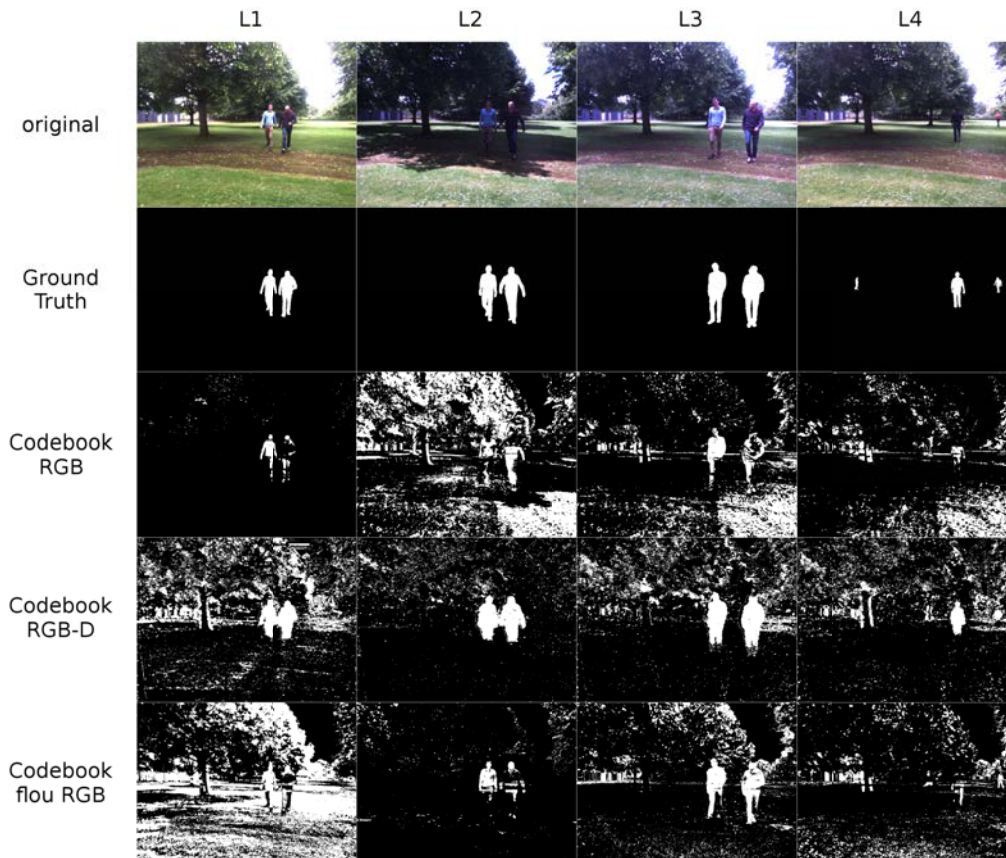 L1 L2 L3 L4
original
Ground
Truth
Codebook
RGB
Codebook
RGB-D
Codebook
flou RGB